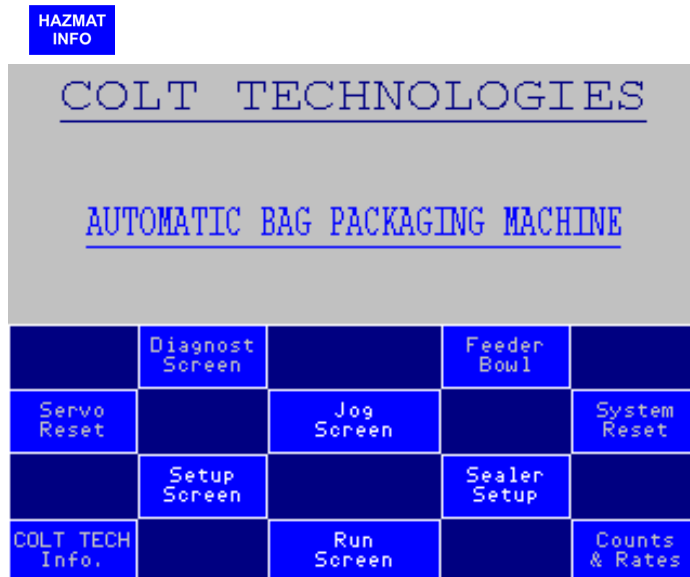 HAZMAT
INFO
COLT TECHNOLOGIES
AUTOMATIC BAG PACKAGING MACHINE
Diagnost
Screen
Feeder
Bowl
Servo
Reset
Jog
Screen
System
Reset
Setup
Screen
Sealer
Setup
COLT TECH
Info.
Run
Screen
Counts
& Rates